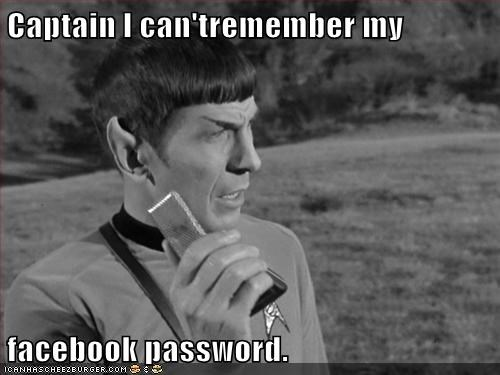 Captain I can'tremember my
facebook password.
ICANHASCHEEZBURGER.COM